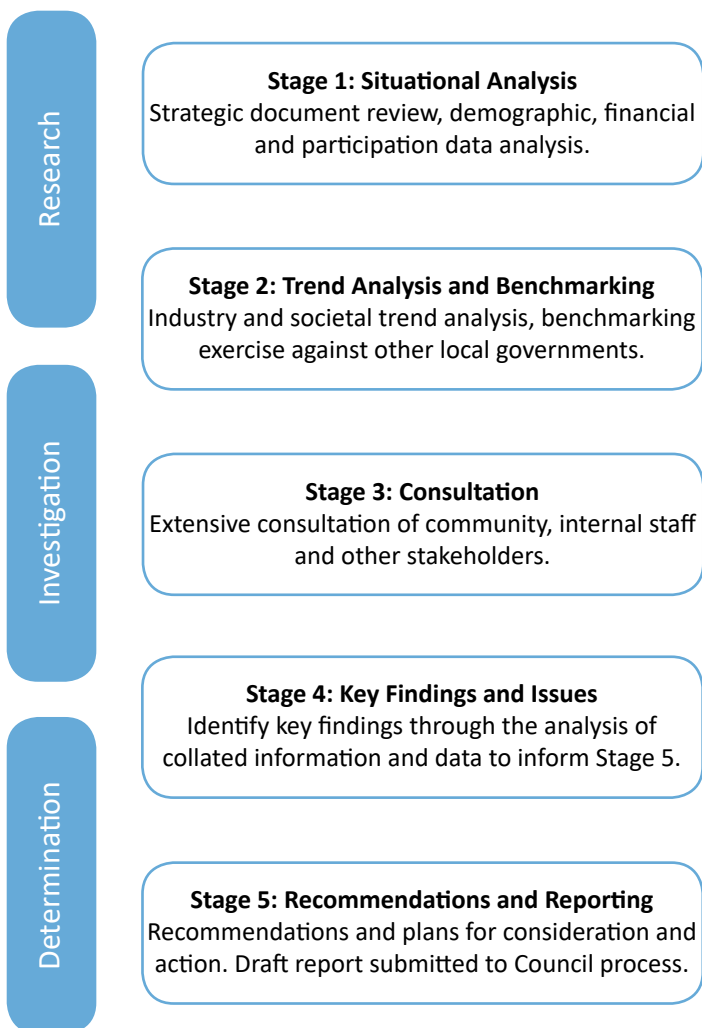 Research
Stage 1: Situational Analysis
Strategic document review, demographic, financial
and participation data analysis.
Stage 2: Trend Analysis and Benchmarking
Industry and societal trend analysis, benchmarking
exercise against other local governments.
Investigation
Stage 3: Consultation
Extensive consultation of community, internal staff
and other stakeholders.
Stage 4: Key Findings and Issues
Identify key findings through the analysis of
collated information and data to inform Stage 5.
Determination
Stage 5: Recommendations and Reporting
Recommendations and plans for consideration and
action. Draft report submitted to Council process.